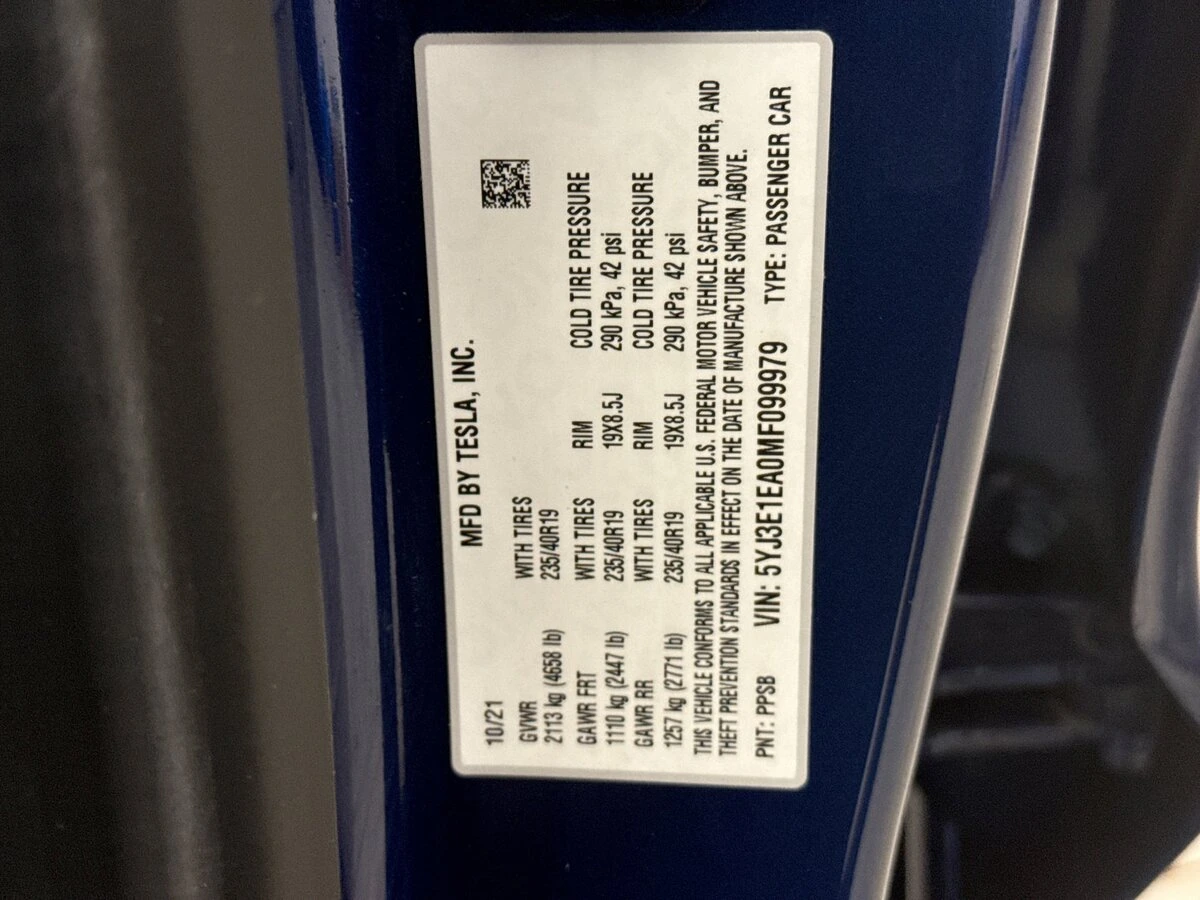 MFD BY TESLA, INC.
10/21
GVWR WITH TIRES
2113 kg (4658 lb) 235/40R19
GAWR FRT WITH TIRES RIM COLD TIRE PRESSURE
1110 kg (2447 lb) 235/40R19 19X8.5J 290 kPa, 42 psi
GAWR RR WITH TIRES RIM COLD TIRE PRESSURE
1257 kg (2771 lb) 235/40R19 19X8.5J 290 kPa, 42 psi
THIS VEHICLE CONFORMS TO ALL APPLICABLE U.S. FEDERAL MOTOR VEHICLE SAFETY, BUMPER, AND
THEFT PREVENTION STANDARDS IN EFFECT ON THE DATE OF MANUFACTURE SHOWN ABOVE.
PNT: PPSB VIN: 5YJ3E1EA0MF099979 TYPE: PASSENGER CAR